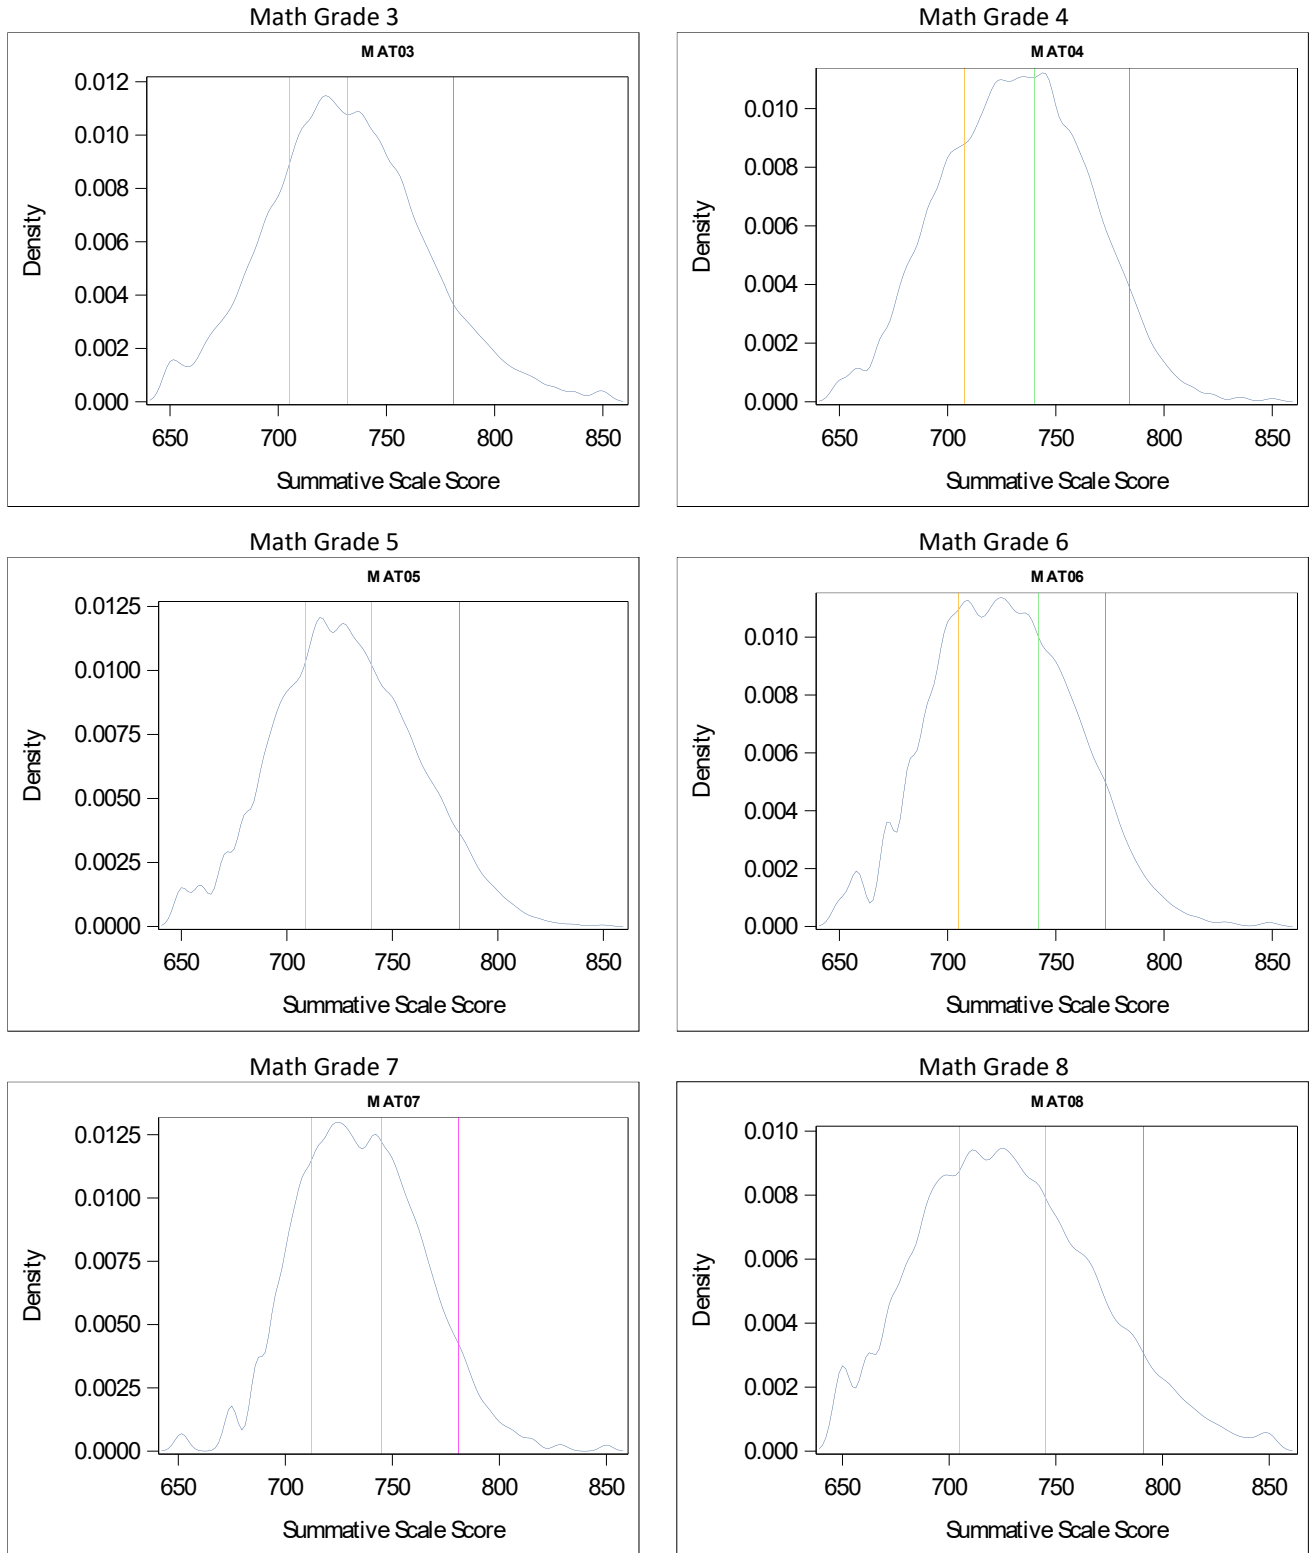 Math Grade 3
MAT03
0.012
0.010
0.008
0.006
0.004
0.002
0.000
Density
650 700 750 800 850
Summative Scale Score
Math Grade 4
MAT04
0.010
0.008
0.006
0.004
0.002
0.000
Density
650 700 750 800 850
Summative Scale Score
Math Grade 5
MAT05
0.0125
0.0100
0.0075
0.0050
0.0025
0.0000
Density
650 700 750 800 850
Summative Scale Score
Math Grade 6
MAT06
0.010
0.008
0.006
0.004
0.002
0.000
Density
650 700 750 800 850
Summative Scale Score
Math Grade 7
MAT07
0.0125
0.0100
0.0075
0.0050
0.0025
0.0000
Density
650 700 750 800 850
Summative Scale Score
Math Grade 8
MAT08
0.010
0.008
0.006
0.004
0.002
0.000
Density
650 700 750 800 850
Summative Scale Score